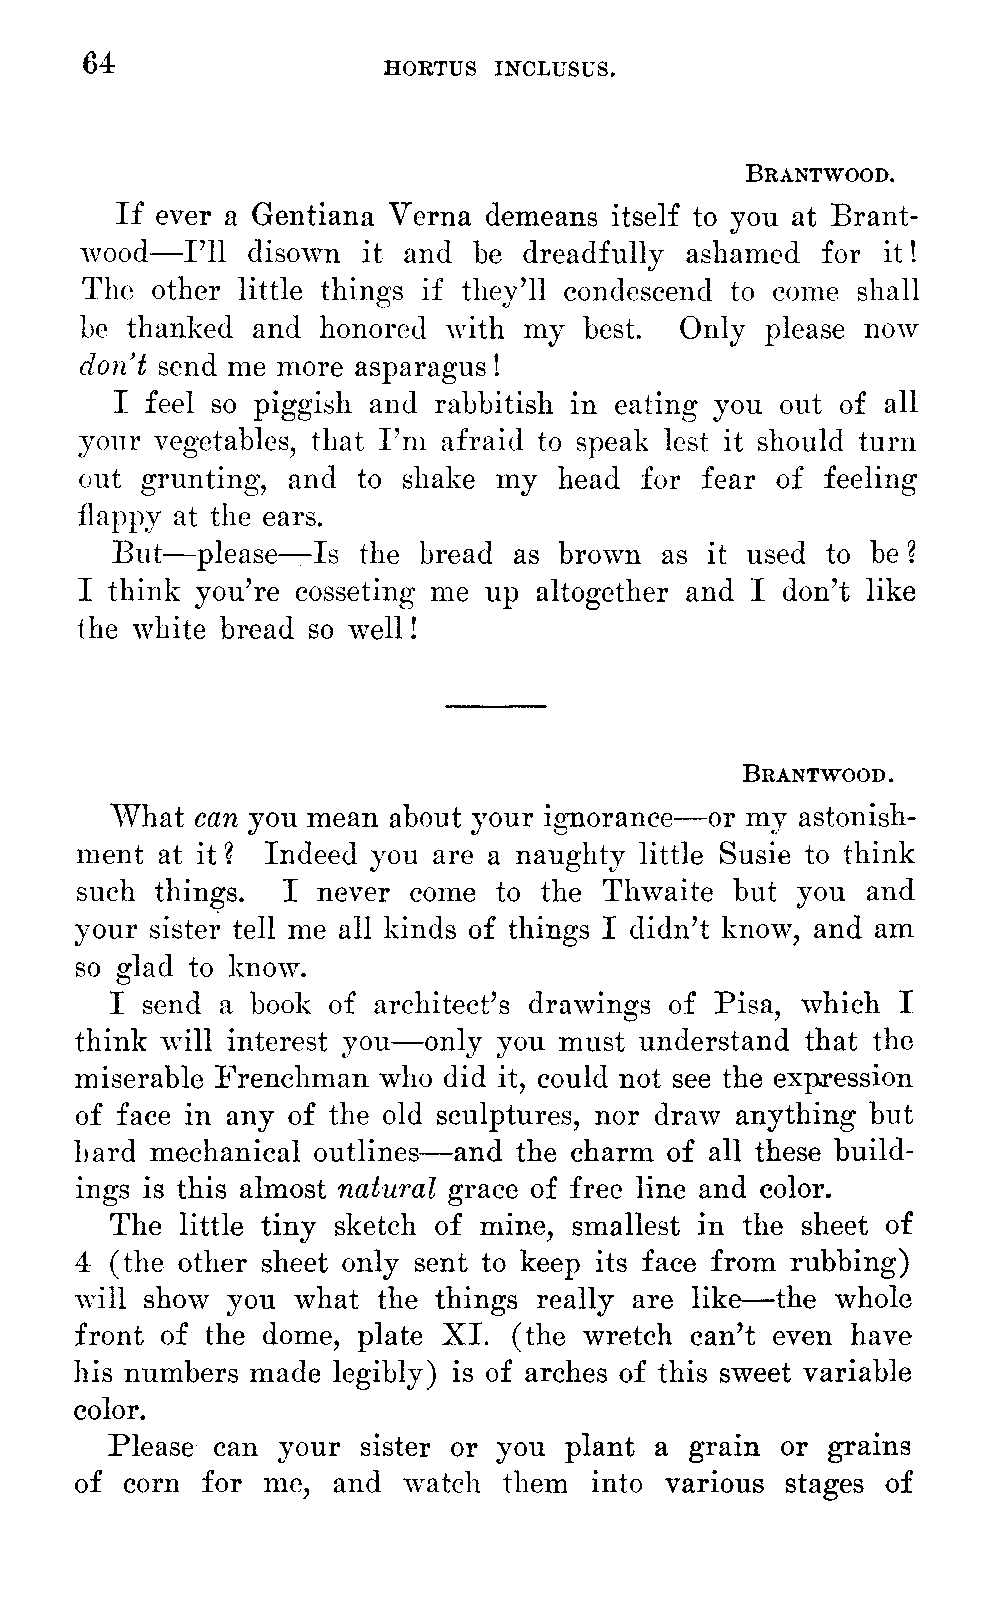 64
HORTUS INCLUSUS.
BRANTWOOD.
If ever a Gentiana Verna demeans itself to you at Brant-
wood—I'll disown it and be dreadfully ashamed for it!
The other little things if they'll condescend to come shall
be thanked and honored with my best. Only please now
don't send me more asparagus!
I feel so piggish and rabbitish in eating you out of all
your vegetables, that I'm afraid to speak lest it should turn
out grunting, and to shake my head for fear of feeling
flappy at the ears.
But—please—Is the bread as brown as it used to be?
I think you're cosseting me up altogether and I don't like
the white bread so well!
BRANTWOOD.
What can you mean about your ignorance—or my astonish-
ment at it? Indeed you are a naughty little Susie to think
such things. I never come to the Thwaite but you and
your sister tell me all kinds of things I didn't know, and am
so glad to know.
I send a book of architect's drawings of Pisa, which I
think will interest you—only you must understand that the
miserable Frenchman who did it, could not see the expression
of face in any of the old sculptures, nor draw anything but
hard mechanical outlines—and the charm of all these build-
ings is this almost natural grace of free line and color.
The little tiny sketch of mine, smallest in the sheet of
4 (the other sheet only sent to keep its face from rubbing)
will show you what the things really are like—the whole
front of the dome, plate XI. (the wretch can't even have
his numbers made legibly) is of arches of this sweet variable
color.
Please can your sister or you plant a grain or grains
of corn for me, and watch them into various stages of